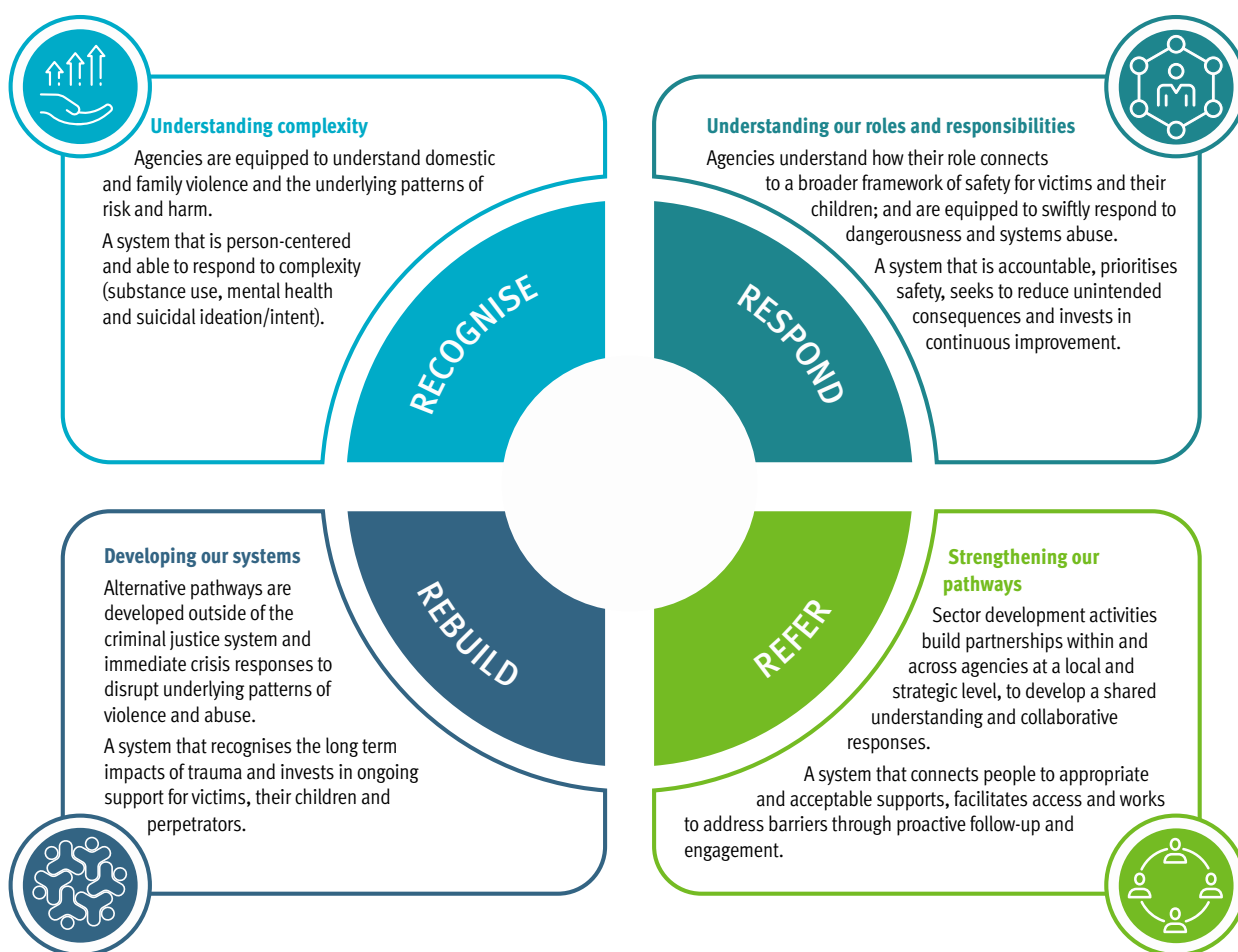 Understanding complexity
Agencies are equipped to understand domestic
and family violence and the underlying patterns of
risk and harm.
A system that is person-centered
and able to respond to complexity
(substance use, mental health
and suicidal ideation/intent).
RECOGNISE
Understanding our roles and responsibilities
Agencies understand how their role connects
to a broader framework of safety for victims and their
children; and are equipped to swiftly respond to
dangerousness and systems abuse.
A system that is accountable, prioritises
safety, seeks to reduce unintended
consequences and invests in
continuous improvement.
RESPOND
Developing our systems
Alternative pathways are
developed outside of the
criminal justice system and
immediate crisis responses to
disrupt underlying patterns of
violence and abuse.
A system that recognises the long term
impacts of trauma and invests in ongoing
support for victims, their children and
perpetrators.
REBUILD
Strengthening our
pathways
Sector development activities
build partnerships within and
across agencies at a local and
strategic level, to develop a shared
understanding and collaborative
responses.
A system that connects people to appropriate
and acceptable supports, facilitates access and works
to address barriers through proactive follow-up and
engagement.
REFER